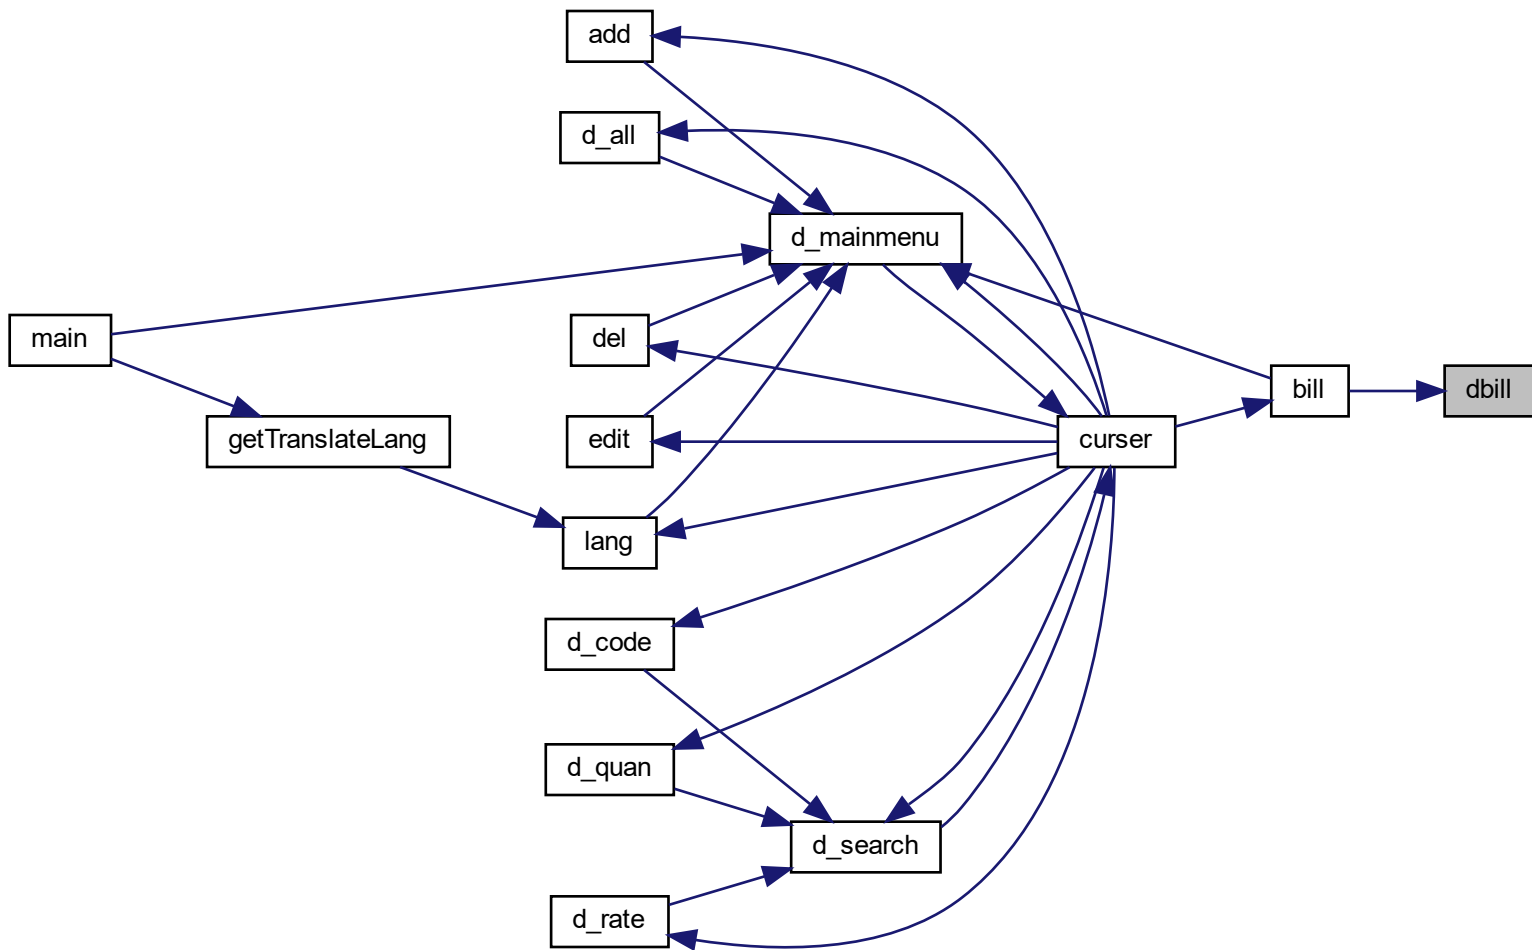 add
d_all
d_mainmenu
main
del
bill
dbill
getTranslateLang
edit
curser
lang
d_code
d_quan
d_search
d_rate